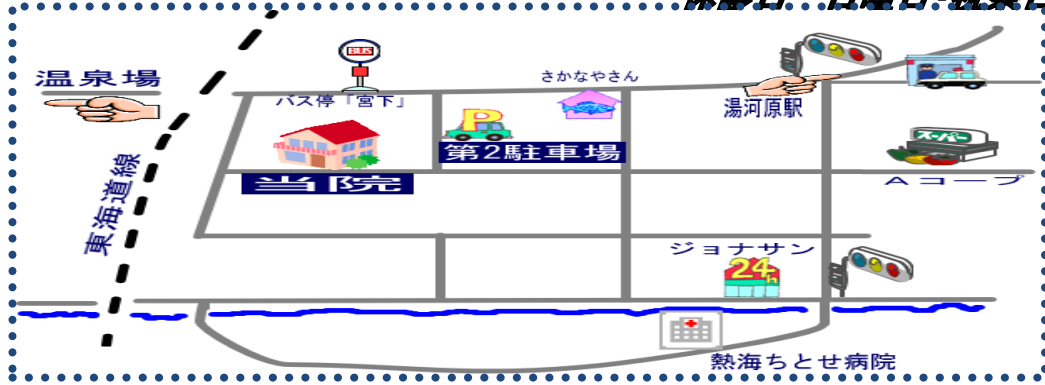 温泉場
BUS
バス停「宮下」
さかなやさん
湯河原駅
P
第2駐車場
当院
スーパー
Aコープ
東海道線
ジョナサン
24h
熱海ちとせ病院